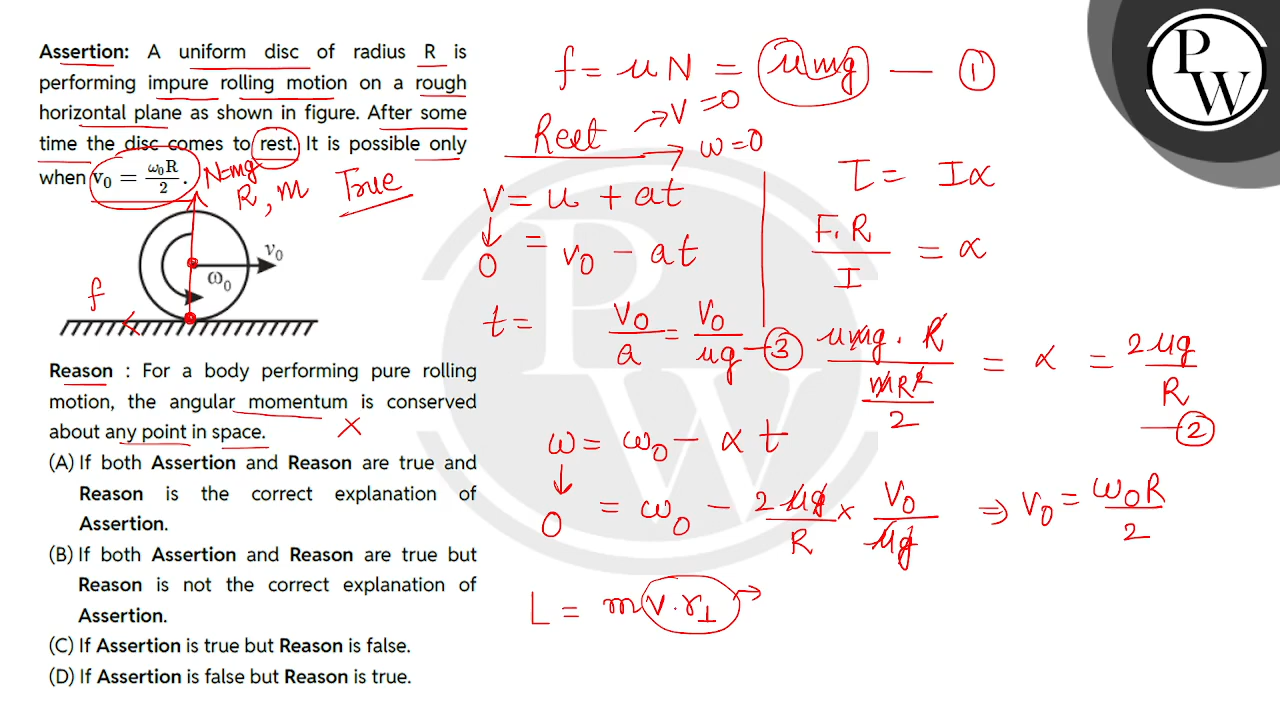 Assertion: A uniform disc of radius R is
performing impure rolling motion on a rough
horizontal plane as shown in figure. After some
time the disc comes to rest. It is possible only
when v₀ = ω₀R/2.
N=mg
R, m True
v₀
ω₀
f
Reason : For a body performing pure rolling
motion, the angular momentum is conserved
about any point in space. ×
(A) If both Assertion and Reason are true and
Reason is the correct explanation of
Assertion.
(B) If both Assertion and Reason are true but
Reason is not the correct explanation of
Assertion.
(C) If Assertion is true but Reason is false.
(D) If Assertion is false but Reason is true.
f = μN = μmg — ①
Rest → v=0
→ ω=0
v = u + at
↓
0 = v₀ - at
t = v₀/a = v₀/μg — ③
τ = Iα
F.R/I = α
μmg.R/(mR²/2) = α = 2μg/R
— ②
ω = ω₀ - αt
↓
0 = ω₀ - 2μg/R × v₀/μg ⇒ v₀ = ω₀R/2
L = mv.r⊥ →
PW
PW